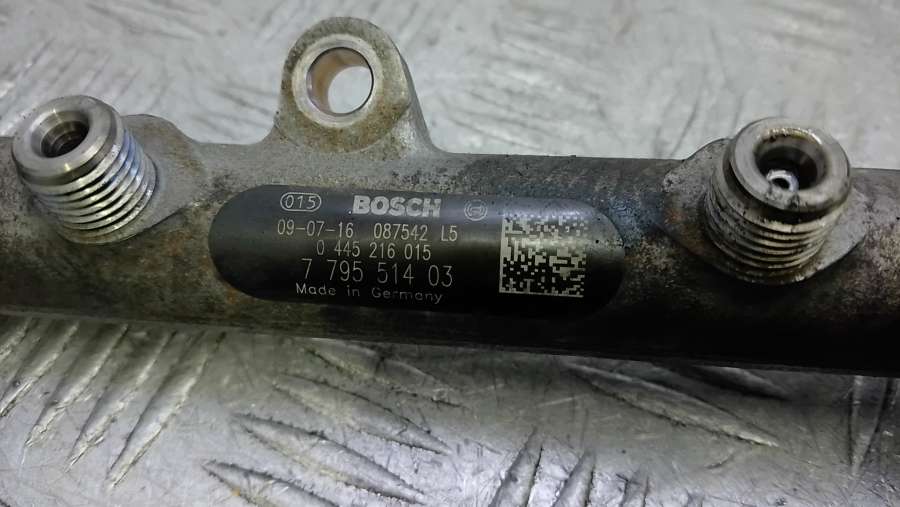 015 BOSCH
09-07-16 087542 L5
0 445 216 015
7 795 514 03
Made in Germany